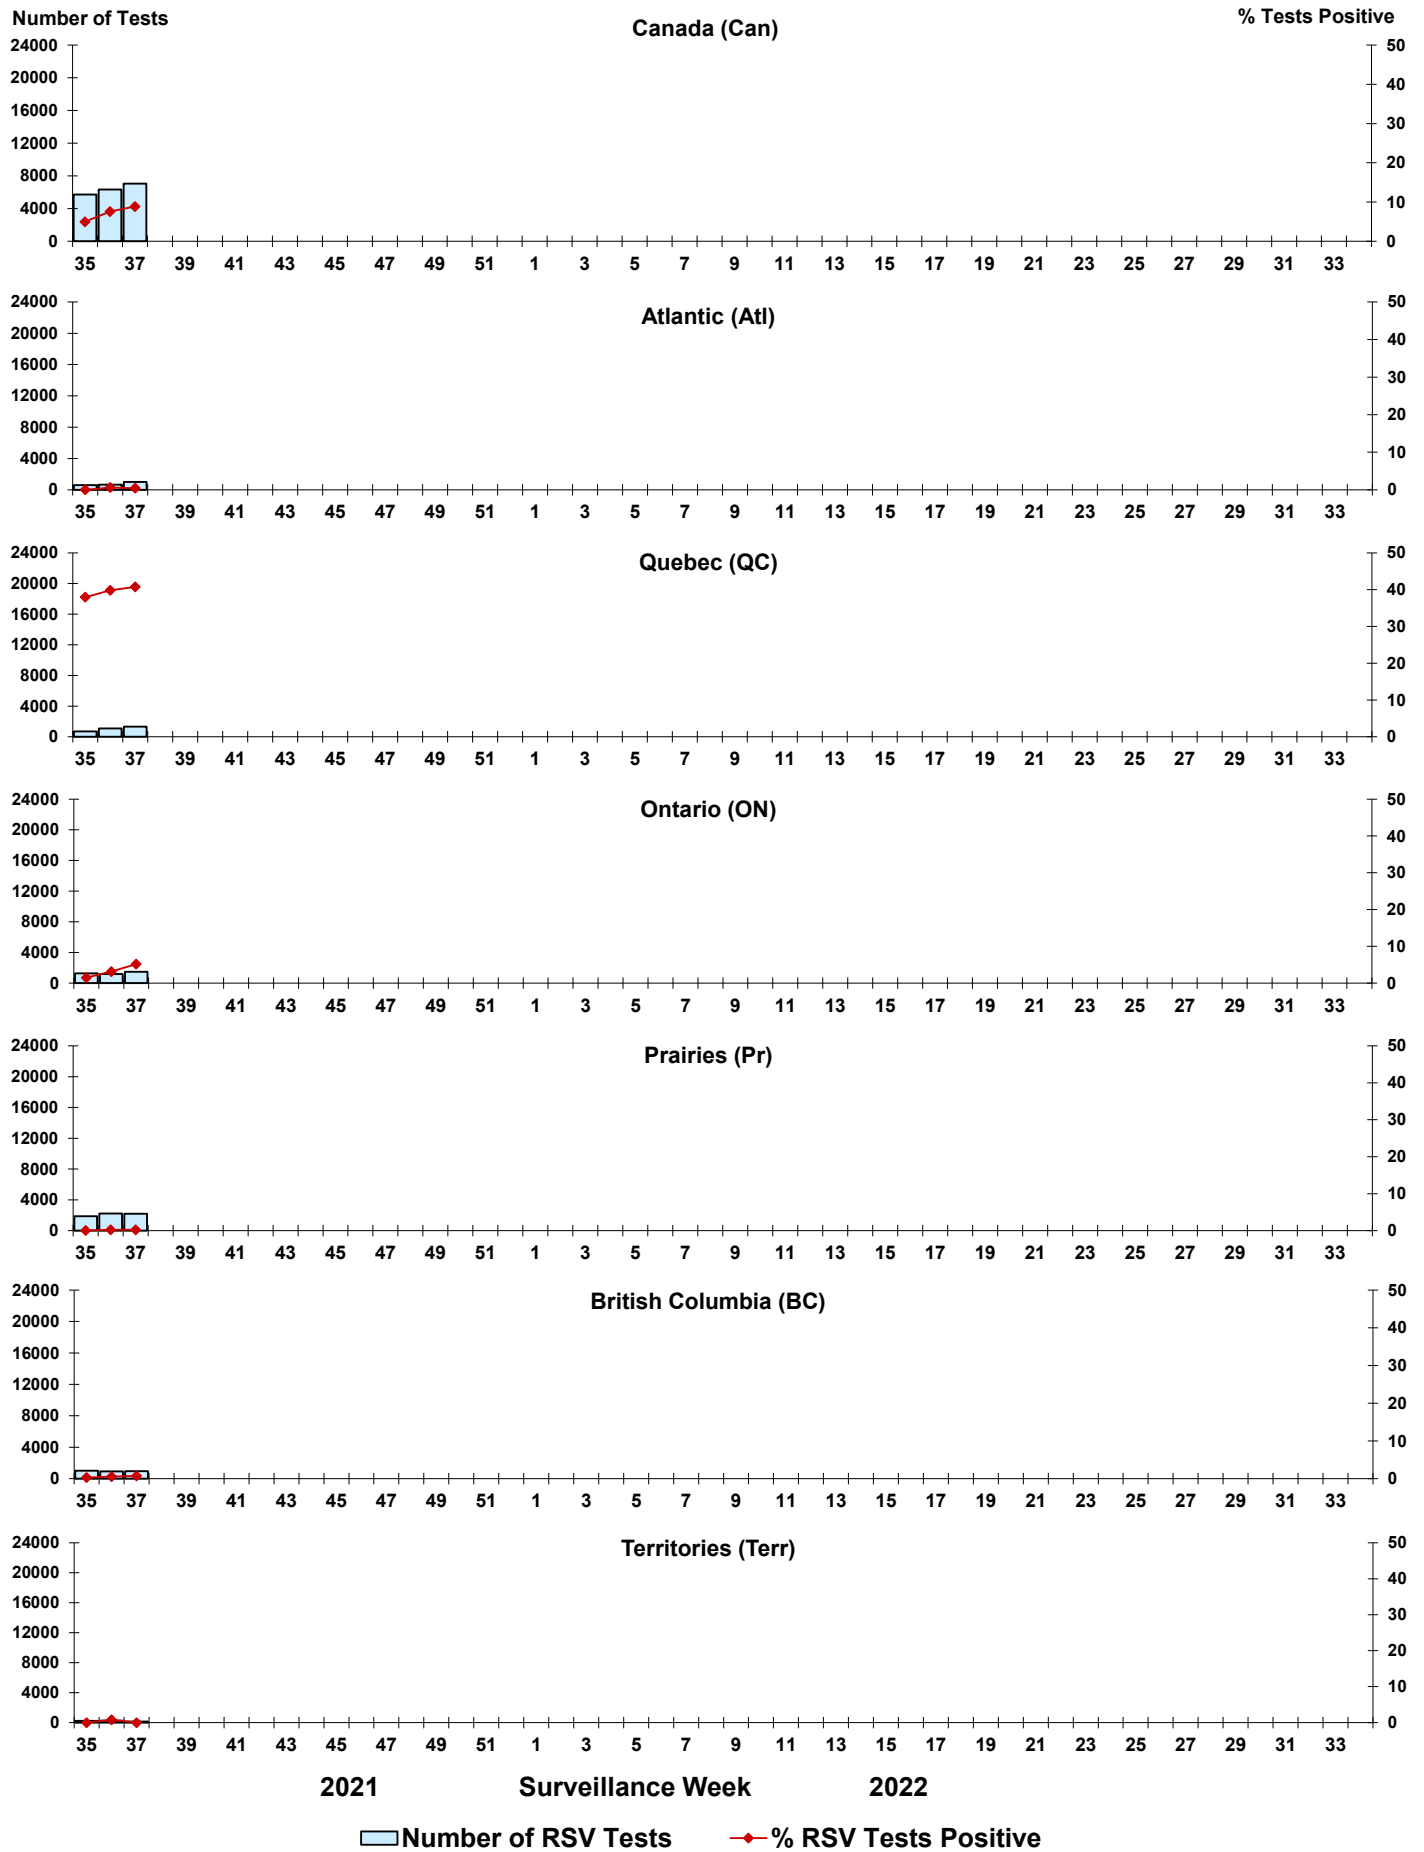 Number of Tests
Canada (Can)
% Tests Positive
24000 50
20000 40
16000 30
12000
8000 20
4000 10
0 0
35 37 39 41 43 45 47 49 51 1 3 5 7 9 11 13 15 17 19 21 23 25 27 29 31 33
Atlantic (Atl)
24000 50
20000 40
16000 30
12000
8000 20
4000 10
0 0
35 37 39 41 43 45 47 49 51 1 3 5 7 9 11 13 15 17 19 21 23 25 27 29 31 33
Quebec (QC)
24000 50
20000 40
16000 30
12000
8000 20
4000 10
0 0
35 37 39 41 43 45 47 49 51 1 3 5 7 9 11 13 15 17 19 21 23 25 27 29 31 33
Ontario (ON)
24000 50
20000 40
16000 30
12000
8000 20
4000 10
0 0
35 37 39 41 43 45 47 49 51 1 3 5 7 9 11 13 15 17 19 21 23 25 27 29 31 33
Prairies (Pr)
24000 50
20000 40
16000 30
12000
8000 20
4000 10
0 0
35 37 39 41 43 45 47 49 51 1 3 5 7 9 11 13 15 17 19 21 23 25 27 29 31 33
British Columbia (BC)
24000 50
20000 40
16000 30
12000
8000 20
4000 10
0 0
35 37 39 41 43 45 47 49 51 1 3 5 7 9 11 13 15 17 19 21 23 25 27 29 31 33
Territories (Terr)
24000 50
20000 40
16000 30
12000
8000 20
4000 10
0 0
35 37 39 41 43 45 47 49 51 1 3 5 7 9 11 13 15 17 19 21 23 25 27 29 31 33
2021 Surveillance Week 2022
Number of RSV Tests % RSV Tests Positive